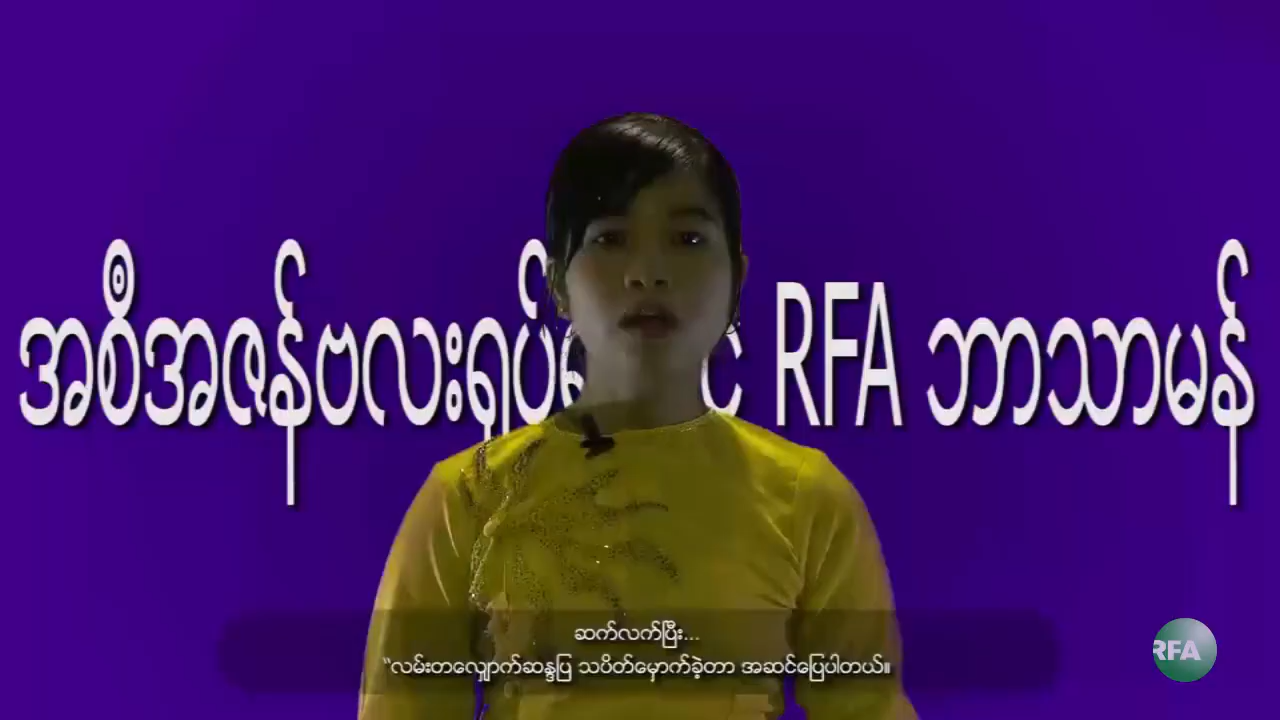 အစီအဇန်ဗလးရုပ် RFA ဘာသာမန်
ဆက်လက်ပြီး...
“လမ်းတလျှောက်ဆန္ဒပြ သပိတ်မှောက်ခဲ့တာ အဆင်ပြေပါတယ်။
RFA